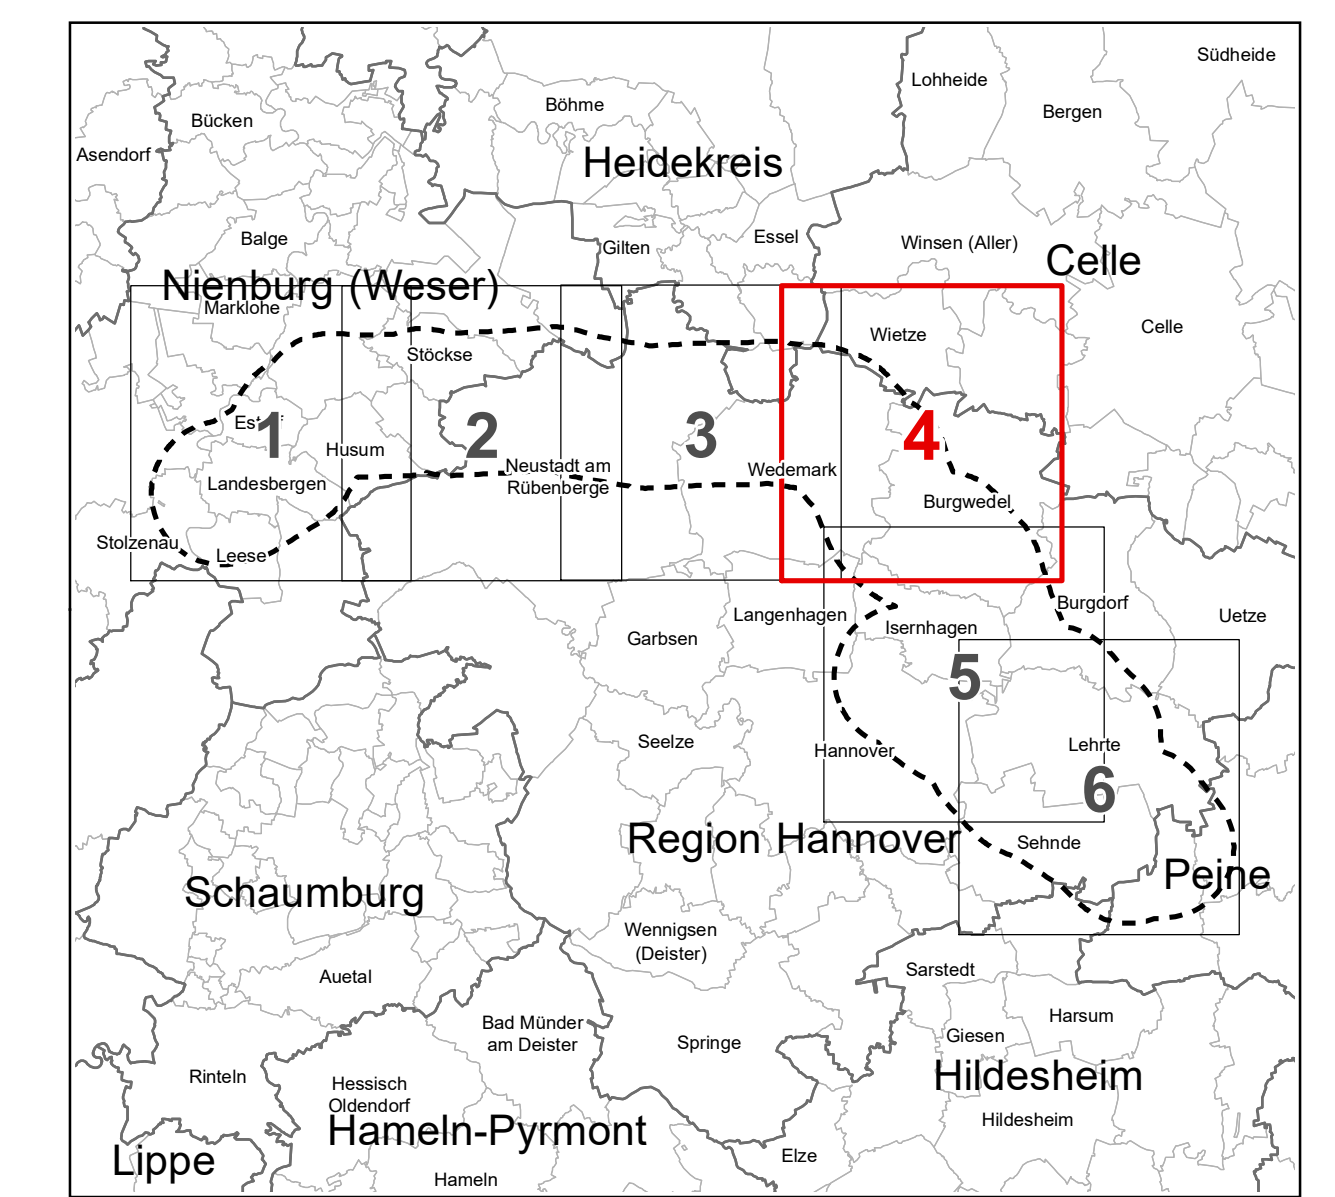 Südheide
Lohheide
Böhme
Bergen
Bücken
Asendorf
Heidekreis
Balge
Gilten
Essel
Winsen (Aller)
Celle
Nienburg (Weser)
Marklohe
Celle
Wietze
Stöckse
1
2
3
4
Husum
Neustadt am
Rübenberge
Wedemark
Landesbergen
Burgwedel
Stolzenau
Leese
Burgdorf
Langenhagen
Uetze
Isernhagen
Garbsen
5
Seelze
Hannover
Lehrte
6
Region Hannover
Sehnde
Peine
Schaumburg
Wennigsen
(Deister)
Auetal
Sarstedt
Bad Münder
am Deister
Harsum
Giesen
Springe
Rinteln
Hessisch
Oldendorf
Hildesheim
Hildesheim
Hameln-Pyrmont
Lippe
Elze
Hameln